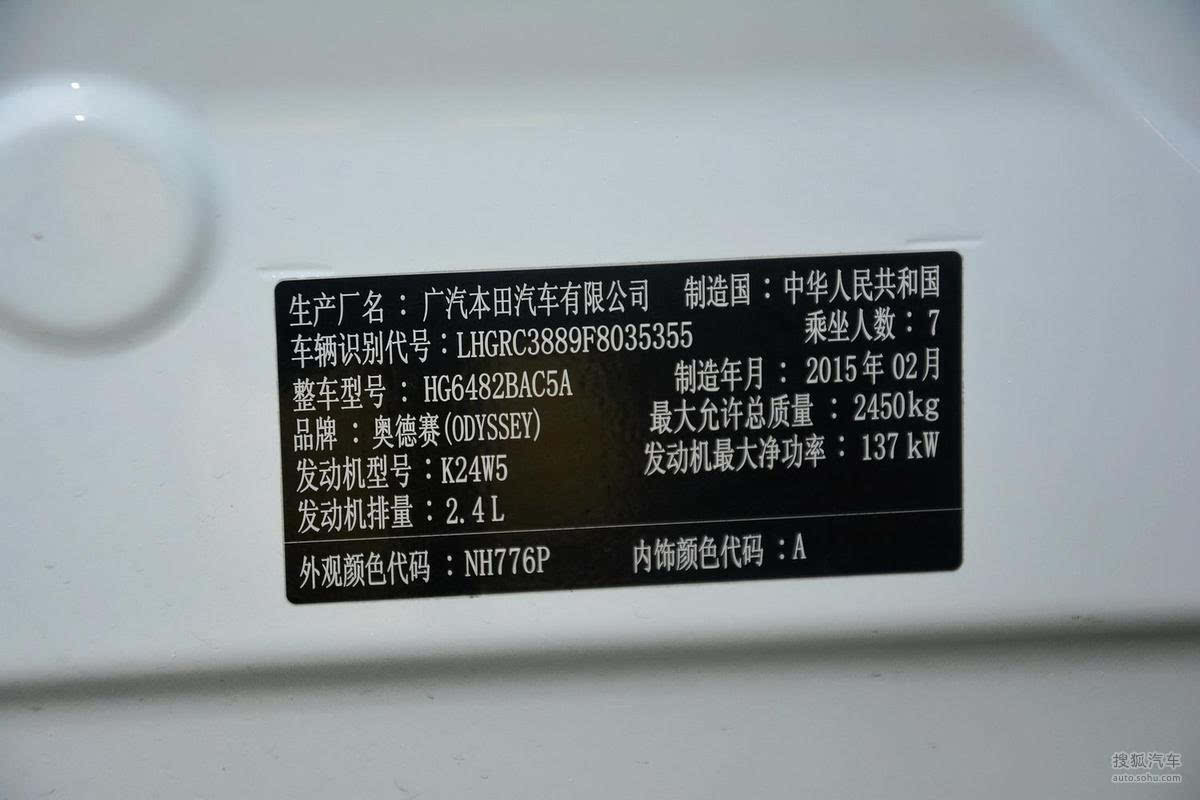 生产厂名：广汽本田汽车有限公司 制造国：中华人民共和国
车辆识别代号：LHGRC3889F8035355 乘坐人数：7
整车型号：HG6482BAC5A 制造年月：2015年02月
品牌：奥德赛(ODYSSEY) 最大允许总质量：2450kg
发动机型号：K24W5 发动机最大净功率：137kW
发动机排量：2.4L
外观颜色代码：NH776P 内饰颜色代码：A
搜狐汽车
auto.sohu.com